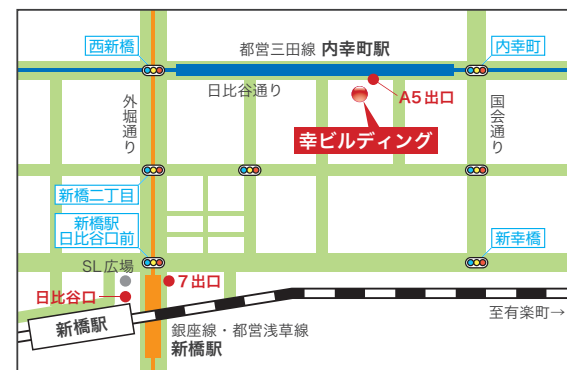 西新橋
都営三田線 内幸町駅
内幸町
日比谷通り
A5出口
外堀通り
国会通り
幸ビルディング
新橋二丁目
新橋駅
日比谷口前
新幸橋
SL広場
7出口
日比谷口
至有楽町→
新橋駅
銀座線・都営浅草線
新橋駅